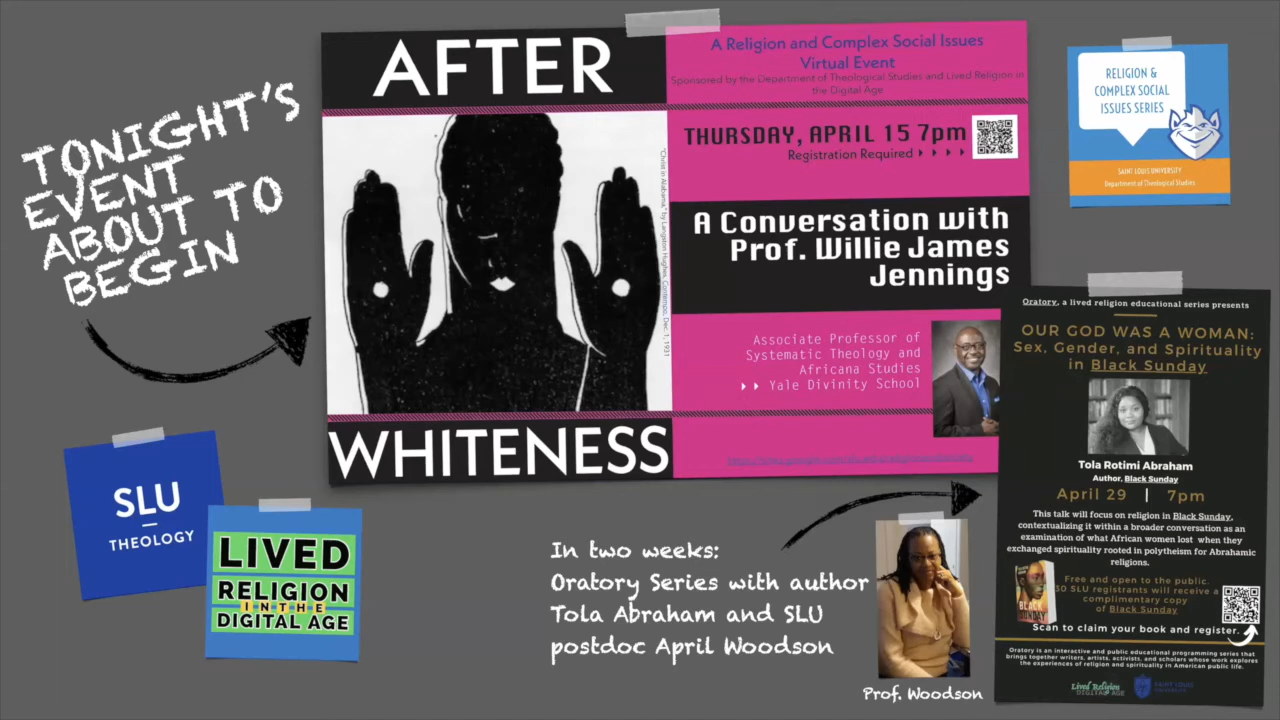 TONIGHT'S
EVENT
ABOUT TO
BEGIN
AFTER
WHITENESS
"Christ in Alabama," by Langston Hughes, Contempo, Dec. 1, 1931
A Religion and Complex Social Issues
Virtual Event
Sponsored by the Department of Theological Studies and Lived Religion in
the Digital Age
THURSDAY, APRIL 15 7pm
Registration Required
A Conversation with
Prof. Willie James
Jennings
Associate Professor of
Systematic Theology and
Africana Studies
Yale Divinity School
RELIGION &
COMPLEX SOCIAL
ISSUES SERIES
SAINT LOUIS UNIVERSITY
Department of Theological Studies
SLU
THEOLOGY
LIVED
RELIGION
IN THE
DIGITAL AGE
In two weeks:
Oratory Series with author
Tola Abraham and SLU
postdoc April Woodson
Prof. Woodson
Oratory, a lived religion educational series presents
OUR GOD WAS A WOMAN:
Sex, Gender, and Spirituality
in Black Sunday
Tola Rotimi Abraham
Author, Black Sunday
April 29 | 7pm
This talk will focus on religion in Black Sunday,
contextualizing it within a broader conversation as an
examination of what African women lost when they
exchanged spirituality rooted in polytheism for Abrahamic
religions.
BLACK
SUNDAY
Free and open to the public.
30 SLU registrants will receive a
complimentary copy
of Black Sunday
Scan to claim your book and register.
Oratory is an interactive and public educational programming series that
brings together writers, artists, activists, and scholars whose work explores
the experiences of religion and spirituality in American public life.
Lived Religion
DIGITAL AGE
SAINT LOUIS
UNIVERSITY